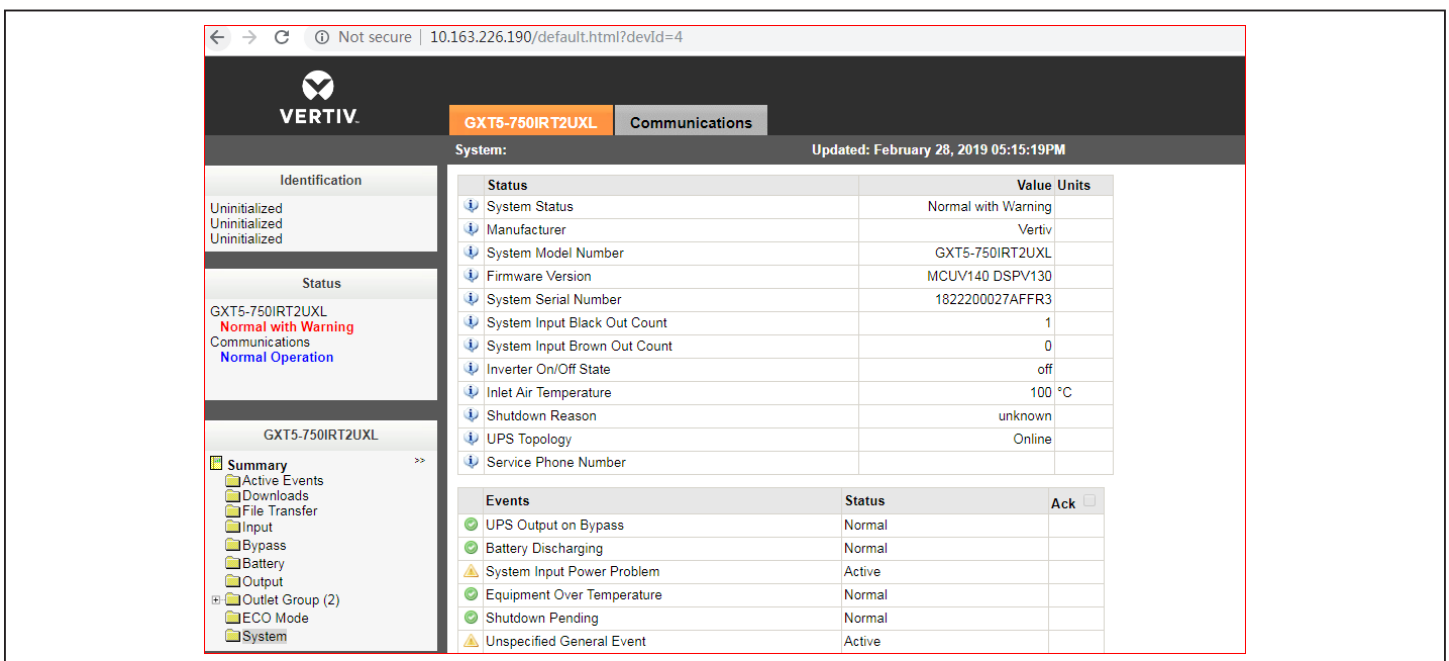 Not secure | 10.163.226.190/default.html?devId=4
VERTIV.
GXT5-750IRT2UXL Communications
System: Updated: February 28, 2019 05:15:19PM
Identification
Uninitialized
Uninitialized
Uninitialized
Status
GXT5-750IRT2UXL
Normal with Warning
Communications
Normal Operation
GXT5-750IRT2UXL
Summary >>
Active Events
Downloads
File Transfer
Input
Bypass
Battery
Output
Outlet Group (2)
ECO Mode
System
Status Value Units
System Status Normal with Warning
Manufacturer Vertiv
System Model Number GXT5-750IRT2UXL
Firmware Version MCUV140 DSPV130
System Serial Number 1822200027AFFR3
System Input Black Out Count 1
System Input Brown Out Count 0
Inverter On/Off State off
Inlet Air Temperature 100 °C
Shutdown Reason unknown
UPS Topology Online
Service Phone Number
Events Status Ack
UPS Output on Bypass Normal
Battery Discharging Normal
System Input Power Problem Active
Equipment Over Temperature Normal
Shutdown Pending Normal
Unspecified General Event Active